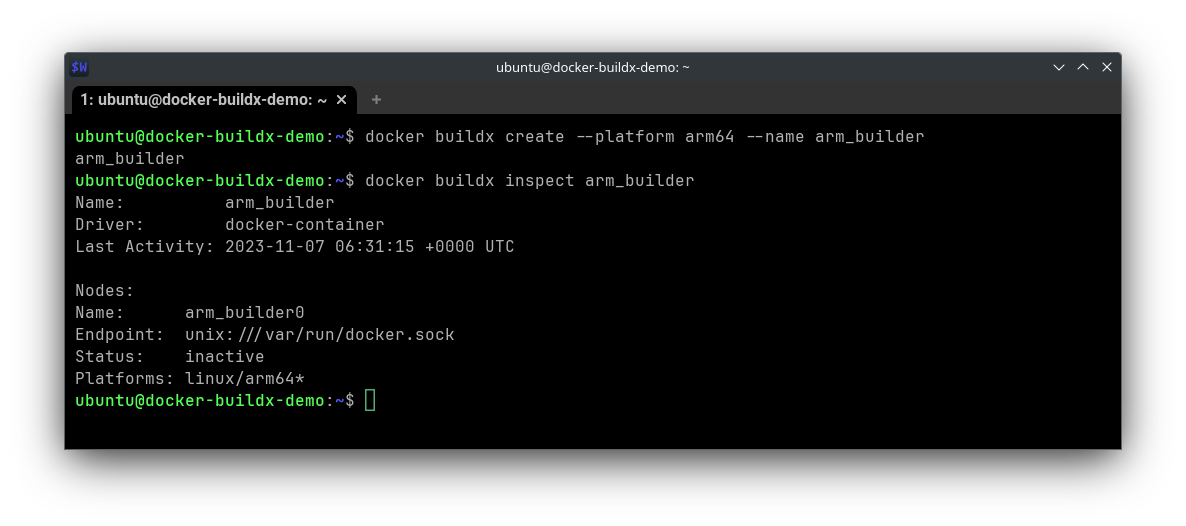 $W
ubuntu@docker-buildx-demo: ~
1: ubuntu@docker-buildx-demo: ~ ✕ +
ubuntu@docker-buildx-demo:~$ docker buildx create --platform arm64 --name arm_builder
arm_builder
ubuntu@docker-buildx-demo:~$ docker buildx inspect arm_builder
Name:          arm_builder
Driver:        docker-container
Last Activity: 2023-11-07 06:31:15 +0000 UTC

Nodes:
Name:      arm_builder0
Endpoint:  unix:///var/run/docker.sock
Status:    inactive
Platforms: linux/arm64*
ubuntu@docker-buildx-demo:~$